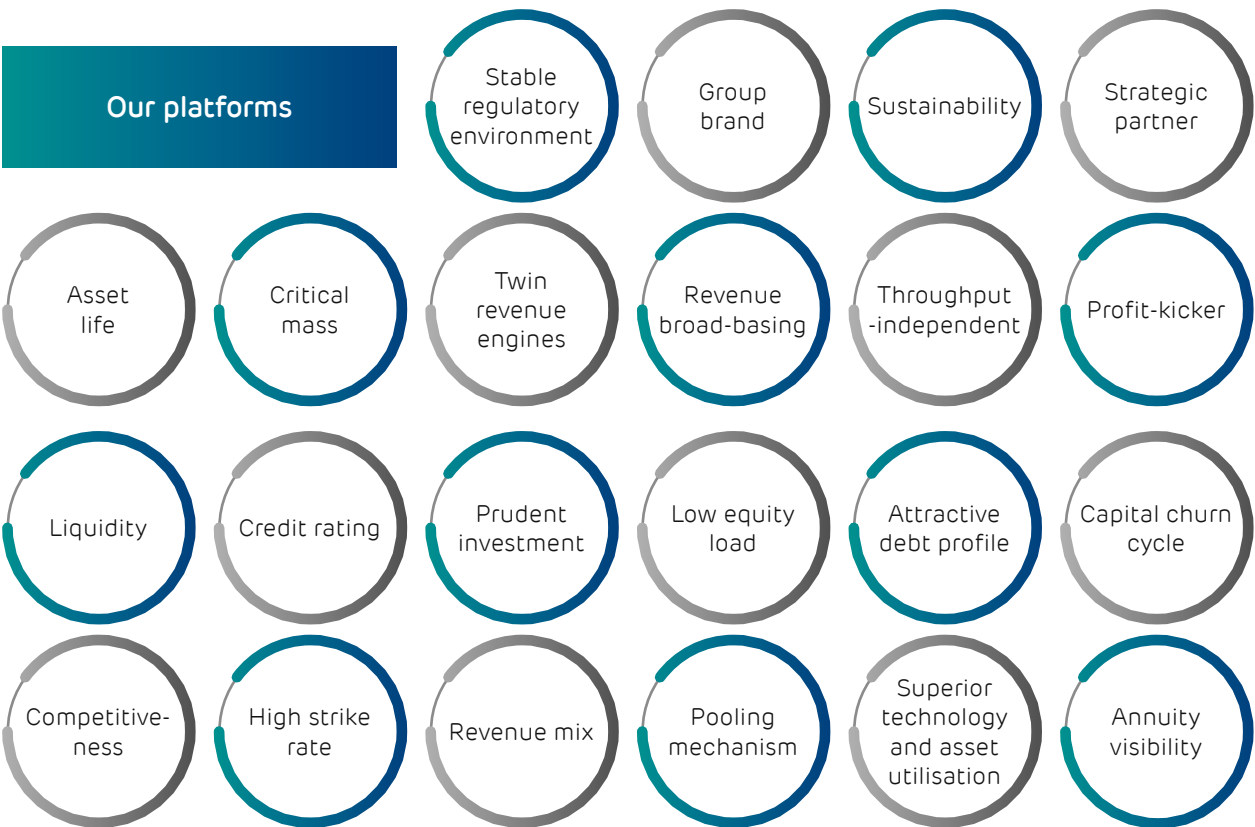 Our platforms
Stable
regulatory
environment
Group
brand
Sustainability
Strategic
partner
Asset
life
Critical
mass
Twin
revenue
engines
Revenue
broad-basing
Throughput
-independent
Profit-kicker
Liquidity
Credit rating
Prudent
investment
Low equity
load
Attractive
debt profile
Capital churn
cycle
Competitive-
ness
High strike
rate
Revenue mix
Pooling
mechanism
Superior
technology
and asset
utilisation
Annuity
visibility